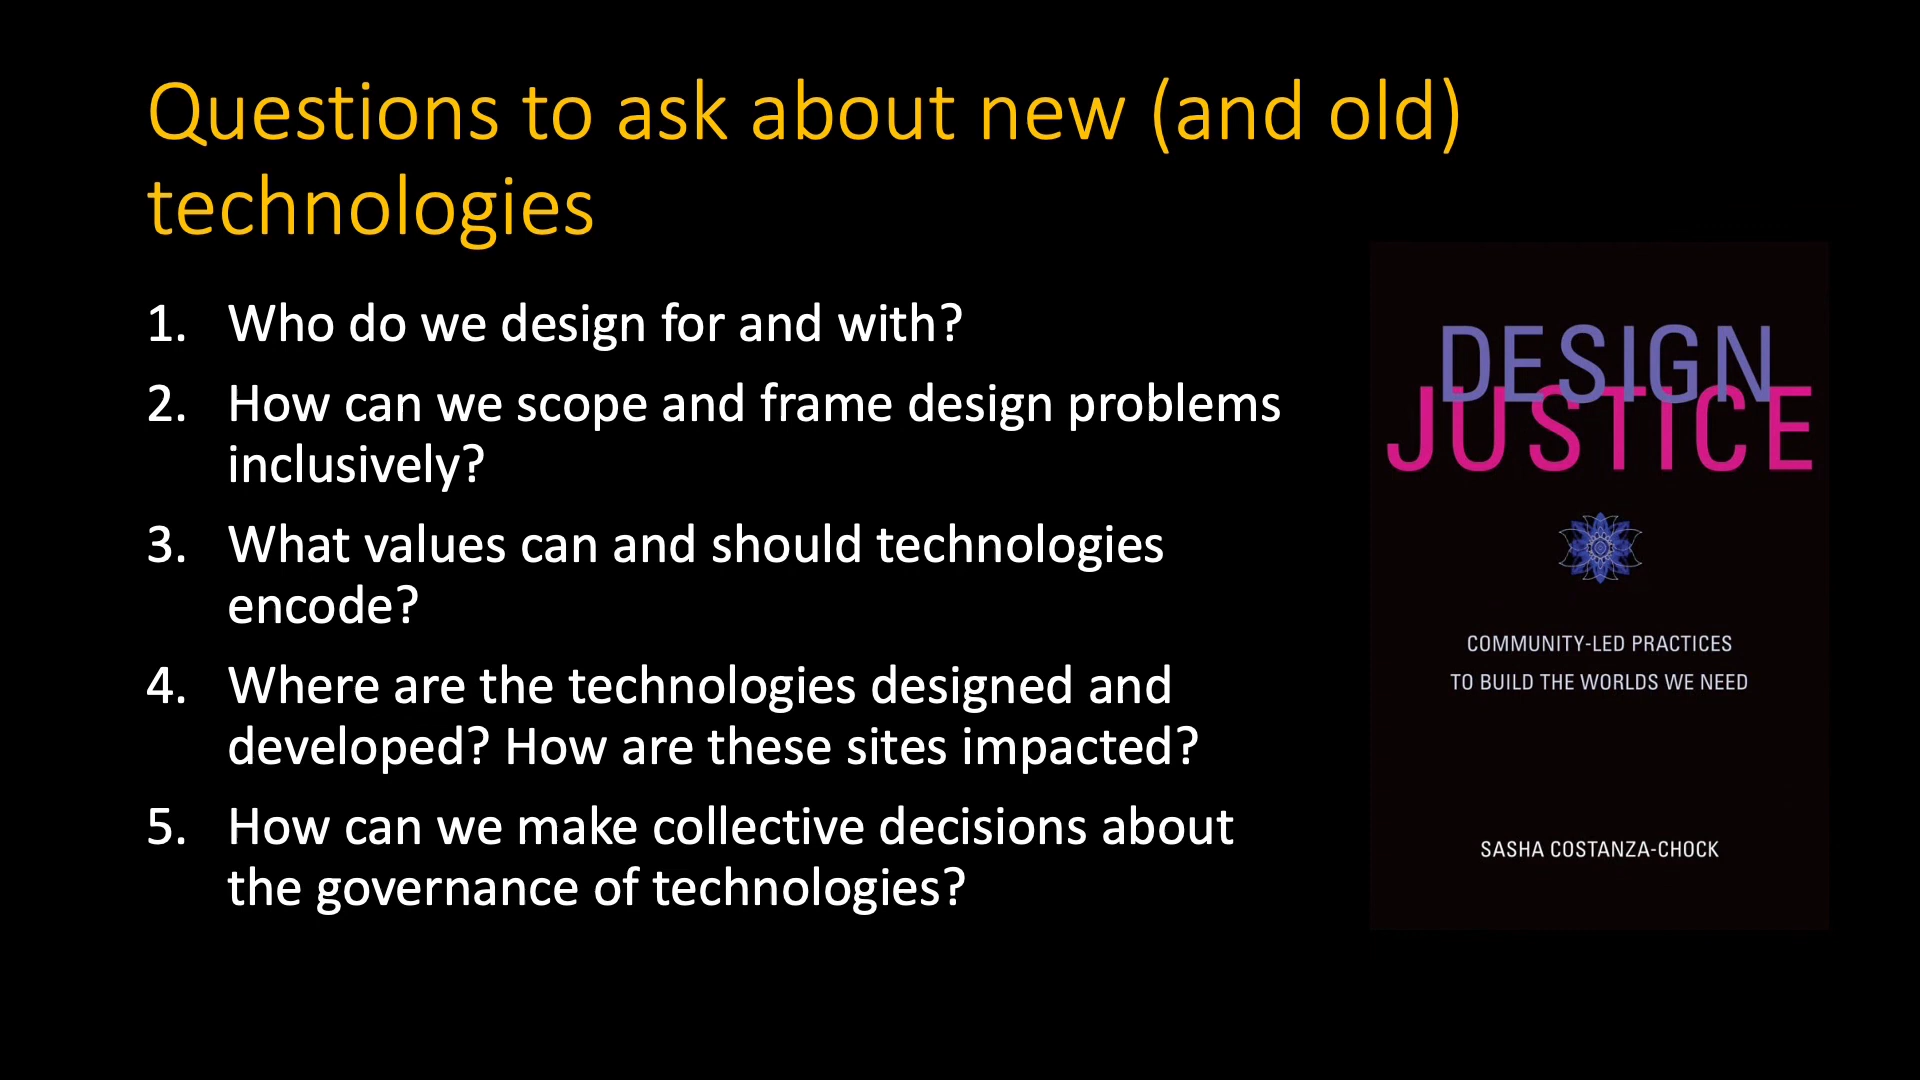 Questions to ask about new (and old)
technologies
1. Who do we design for and with?
2. How can we scope and frame design problems
inclusively?
3. What values can and should technologies
encode?
4. Where are the technologies designed and
developed? How are these sites impacted?
5. How can we make collective decisions about
the governance of technologies?
DESIGN
JUSTICE
COMMUNITY-LED PRACTICES
TO BUILD THE WORLDS WE NEED
SASHA COSTANZA-CHOCK